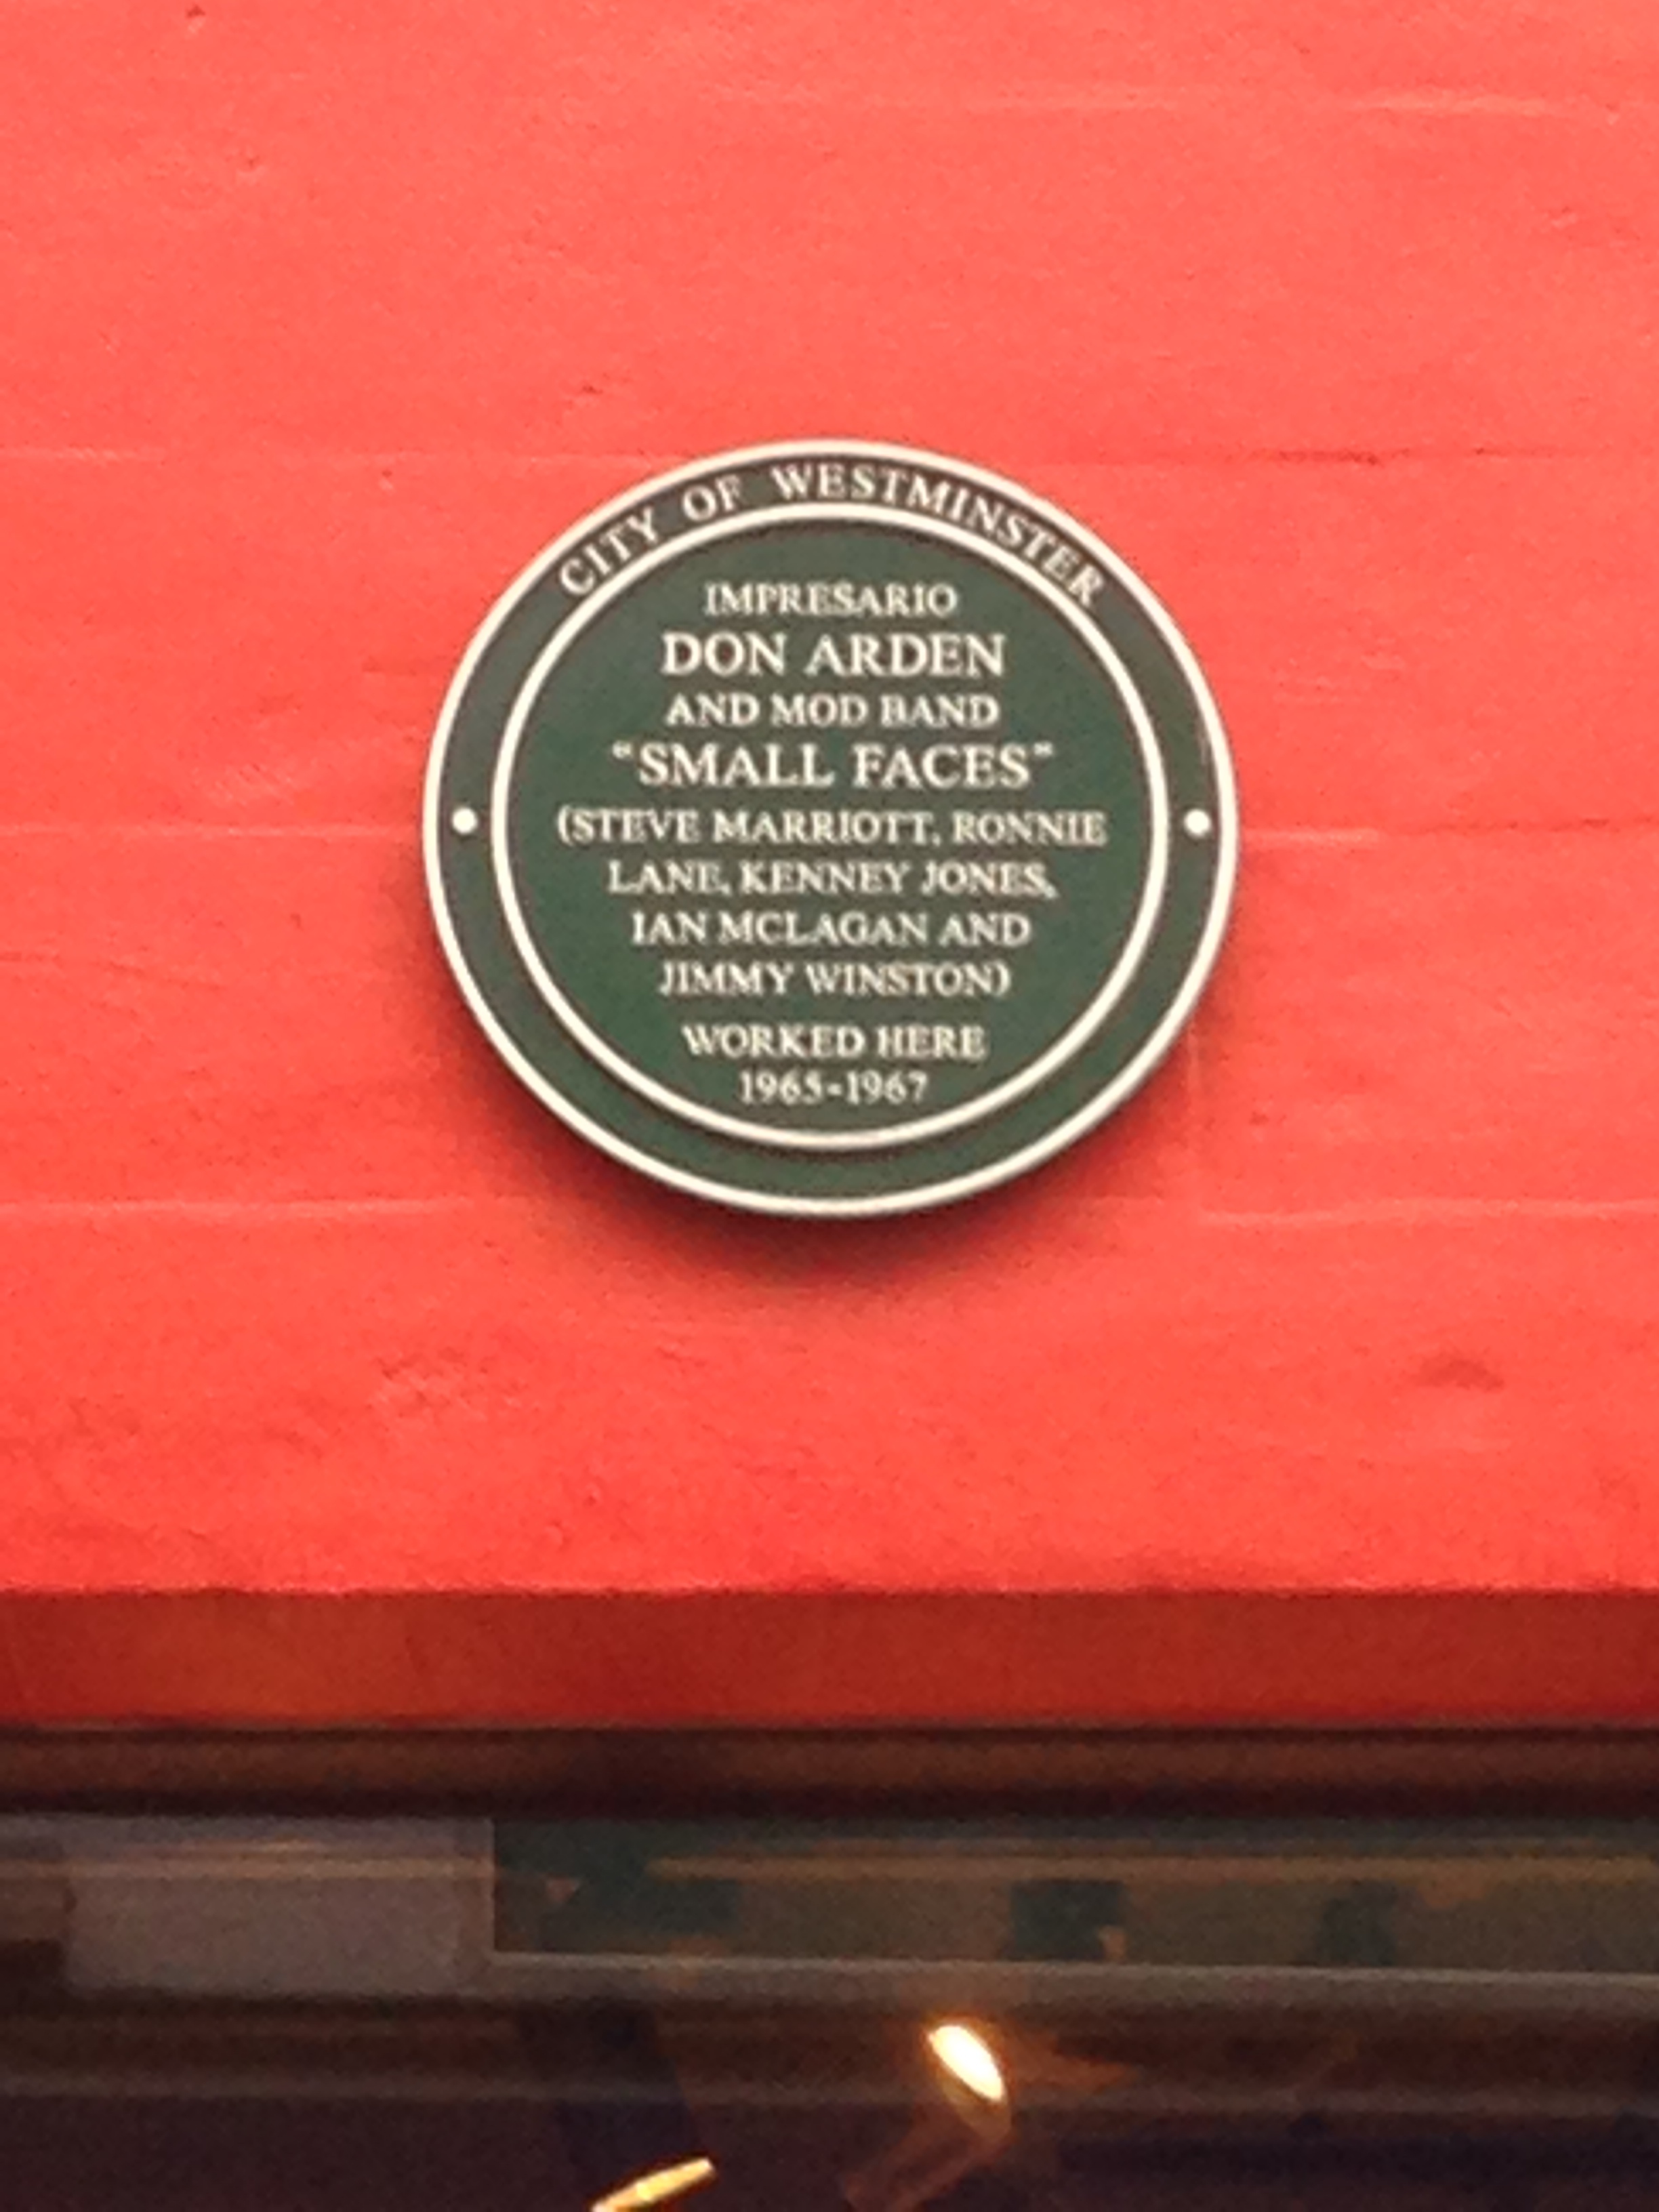 CITY OF WESTMINSTER
IMPRESARIO
DON ARDEN
AND MOD BAND
“SMALL FACES”
(STEVE MARRIOTT, RONNIE
LANE, KENNEY JONES,
IAN MCLAGAN AND
JIMMY WINSTON)
WORKED HERE
1965-1967